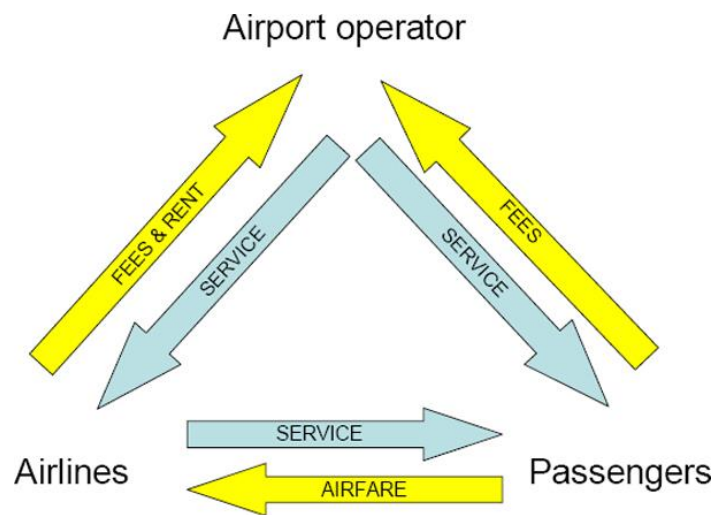 Airport operator
FEES & RENT
SERVICE
SERVICE
FEES
SERVICE
Airlines
Passengers
AIRFARE